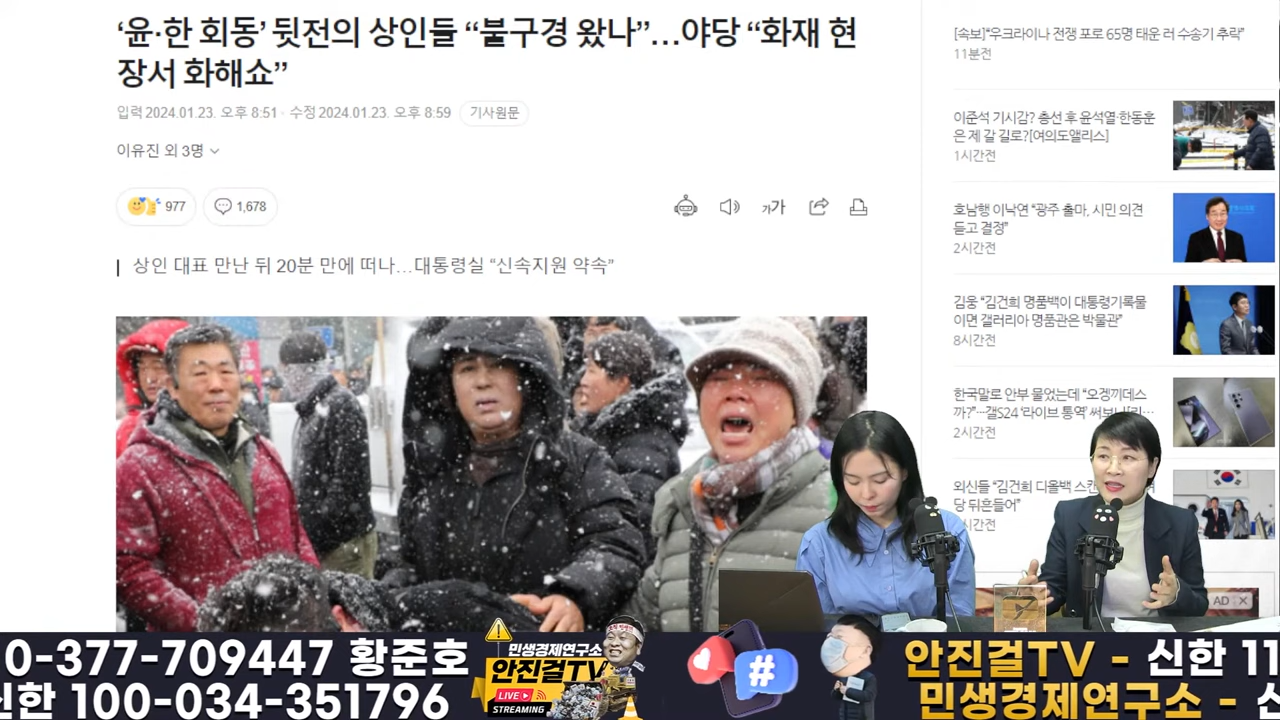 ‘윤·한 회동’ 뒷전의 상인들 “불구경 왔나”…야당 “화재 현
장서 화해쇼”
입력 2024.01.23. 오후 8:51 · 수정 2024.01.23. 오후 8:59 기사원문
이유진 외 3명
977 1,678
가가
상인 대표 만난 뒤 20분 만에 떠나…대통령실 “신속지원 약속”
[속보]“우크라이나 전쟁 포로 65명 태운 러 수송기 추락”
11분전
이준석 기시감? 총선 후 윤석열·한동훈
은 제 갈 길로?[여의도앨리스]
1시간전
호남행 이낙연 “광주 출마, 시민 의견
듣고 결정”
2시간전
김웅 “김건희 명품백이 대통령기록물
이면 갤러리아 명품관은 박물관”
8시간전
한국말로 안부 물었는데 “오겡끼데스
까?”…갤S24 ‘라이브 통역’ 써보니
2시간전
외신들 “김건희 디올백
당 뒤흔들어”
시간전
AD X
0-377-709447 황준호
신한 100-034-351796
민생경제연구소
안진걸TV
LIVE
STREAMING
#
안진걸TV - 신한 11
민생경제연구소 - 신